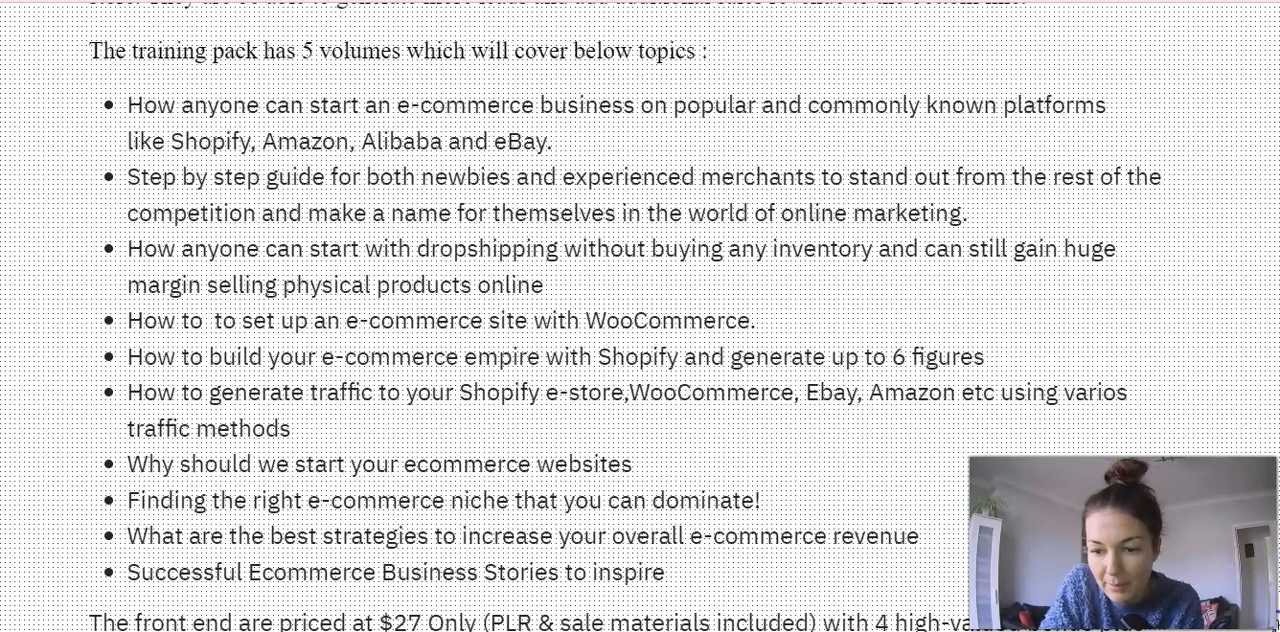 The training pack has 5 volumes which will cover below topics :
• How anyone can start an e-commerce business on popular and commonly known platforms
like Shopify, Amazon, Alibaba and eBay.
• Step by step guide for both newbies and experienced merchants to stand out from the rest of the
competition and make a name for themselves in the world of online marketing.
• How anyone can start with dropshipping without buying any inventory and can still gain huge
margin selling physical products online
• How to  to set up an e-commerce site with WooCommerce.
• How to build your e-commerce empire with Shopify and generate up to 6 figures
• How to generate traffic to your Shopify e-store,WooCommerce, Ebay, Amazon etc using varios
traffic methods
• Why should we start your ecommerce websites
• Finding the right e-commerce niche that you can dominate!
• What are the best strategies to increase your overall e-commerce revenue
• Successful Ecommerce Business Stories to inspire
The front end are priced at $27 Only (PLR & sale materials included) with 4